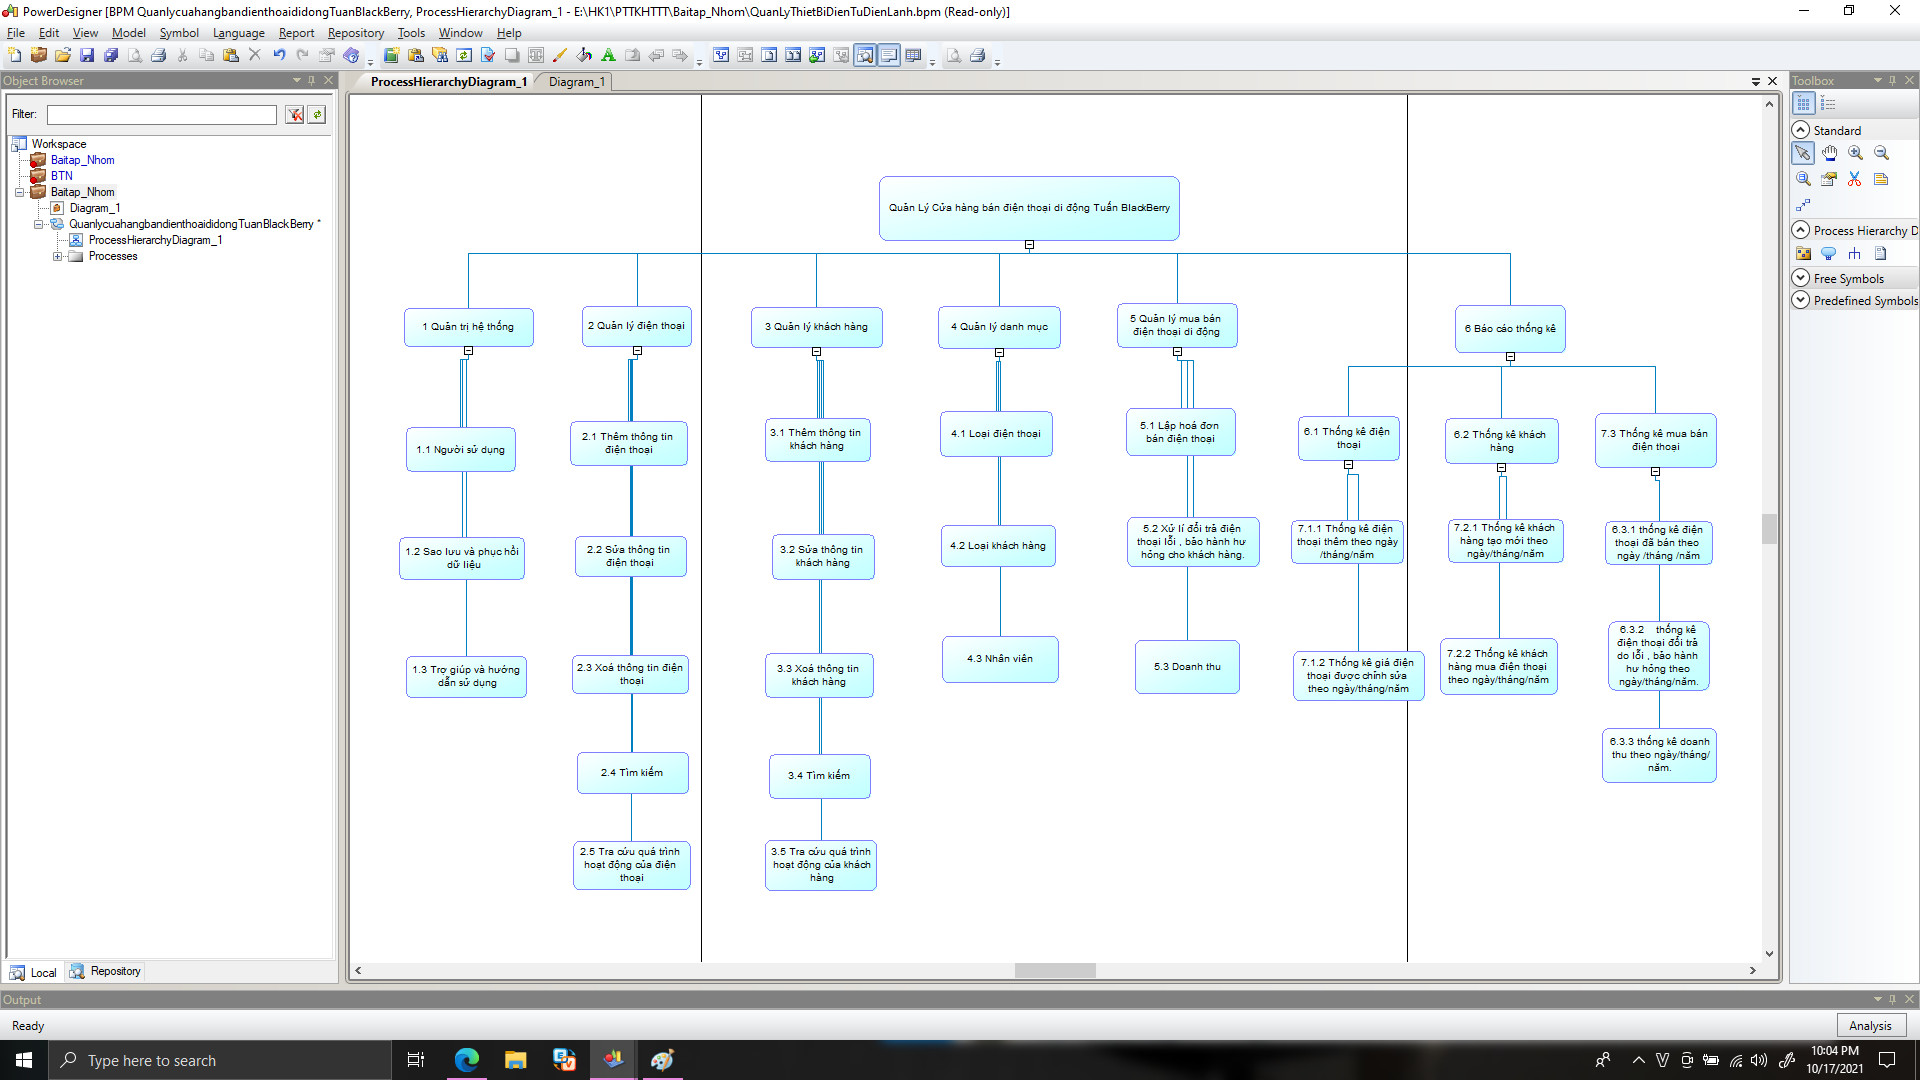 PowerDesigner [BPM QuanlycuahangbandienthoaididongTuanBlackBerry, ProcessHierarchyDiagram_1 - E:\HK1\PTTKHTTT\Baitap_Nhom\QuanLyThietBiDienTuDienLanh.bpm (Read-only)]
File Edit View Model Symbol Language Report Repository Tools Window Help
Object Browser
ProcessHierarchyDiagram_1
Diagram_1
Toolbox
Filter:
Workspace
Baitap_Nhom
BTN
Baitap_Nhom
Diagram_1
QuanlycuahangbandienthoaididongTuanBlackBerry *
ProcessHierarchyDiagram_1
Processes
Standard
Process Hierarchy D
Free Symbols
Predefined Symbols
Quản Lý Cửa hàng bán điện thoại di động Tuấn BlackBerry
1 Quản trị hệ thống
2 Quản lý điện thoại
3 Quản lý khách hàng
4 Quản lý danh mục
5 Quản lý mua bán
điện thoại di động
6 Báo cáo thống kê
1.1 Người sử dụng
2.1 Thêm thông tin
điện thoại
3.1 Thêm thông tin
khách hàng
4.1 Loại điện thoại
5.1 Lập hoá đơn
bán điện thoại
6.1 Thống kê điện
thoại
6.2 Thống kê khách
hàng
7.3 Thống kê mua bán
điện thoại
1.2 Sao lưu và phục hồi
dữ liệu
2.2 Sửa thông tin
điện thoại
3.2 Sửa thông tin
khách hàng
4.2 Loại khách hàng
5.2 Xử lí đổi trả điện
thoại lỗi , bảo hành hư
hỏng cho khách hàng.
7.1.1 Thống kê điện
thoại thêm theo ngày
/tháng/năm
7.2.1 Thống kê khách
hàng tạo mới theo
ngày/tháng/năm
6.3.1 thống kê điện
thoại đã bán theo
ngày /tháng /năm
1.3 Trợ giúp và hướng
dẫn sử dụng
2.3 Xoá thông tin điện
thoại
3.3 Xoá thông tin
khách hàng
4.3 Nhân viên
5.3 Doanh thu
7.1.2 Thống kê giá điện
thoại được chỉnh sửa
theo ngày/tháng/năm
7.2.2 Thống kê khách
hàng mua điện thoại
theo ngày/tháng/năm
6.3.2 thống kê
điện thoại đổi trả
do lỗi , bảo hành
hư hỏng theo
ngày/tháng/năm.
2.4 Tìm kiếm
3.4 Tìm kiếm
6.3.3 thống kê doanh
thu theo ngày/tháng/
năm.
2.5 Tra cứu quá trình
hoạt động của điện
thoại
3.5 Tra cứu quá trình
hoạt động của khách
hàng
Local
Repository
Output
Ready
Analysis
Type here to search
10:04 PM
10/17/2021